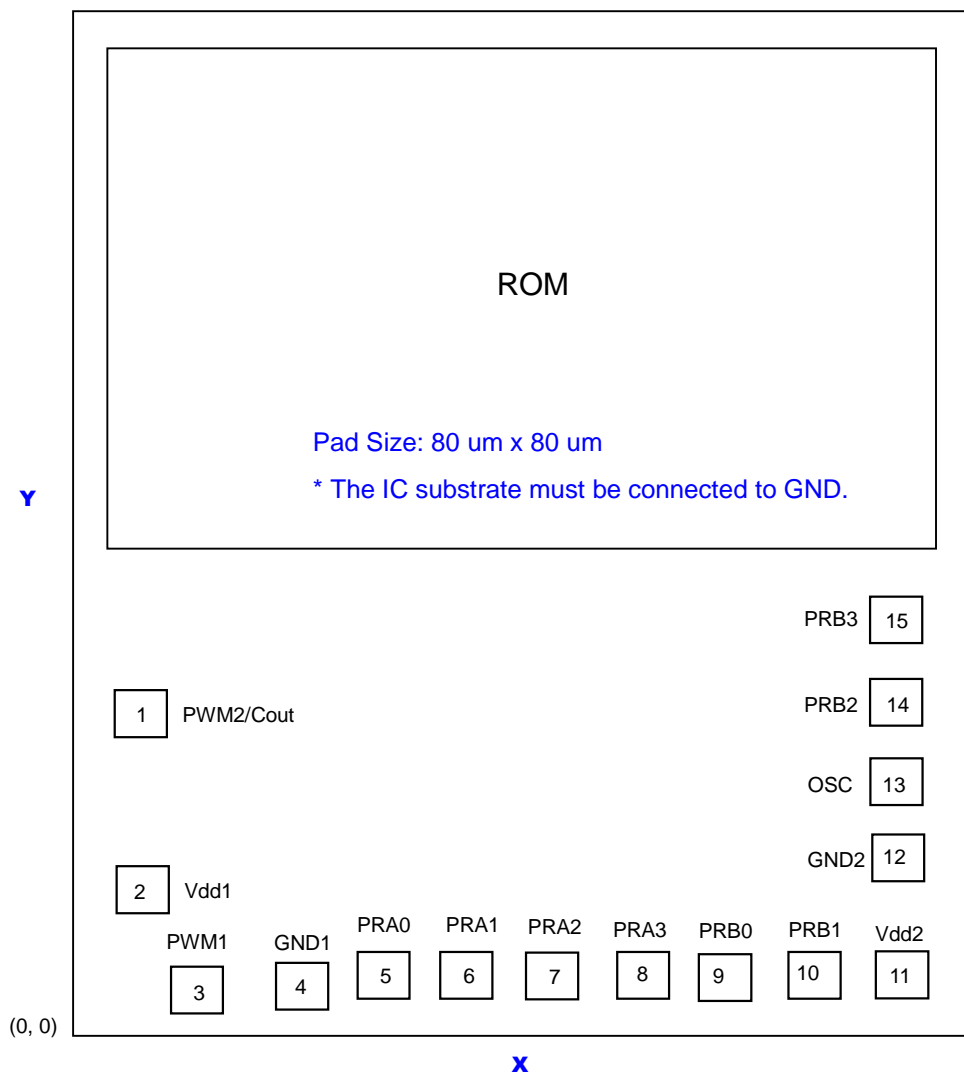 ROM
Pad Size: 80 um x 80 um
* The IC substrate must be connected to GND.
Y
PRB3 15
1 PWM2/Cout
PRB2 14
OSC 13
GND2 12
2 Vdd1
PWM1 GND1 PRA0 PRA1 PRA2 PRA3 PRB0 PRB1 Vdd2
3 4 5 6 7 8 9 10 11
(0, 0)
X